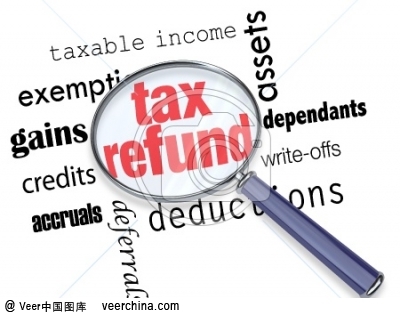 taxable income
assets
exempti
tax
refund
gains
dependants
credits
write-offs
accruals
deductions
deferrals
@ Veer中国图库 veerchina.com